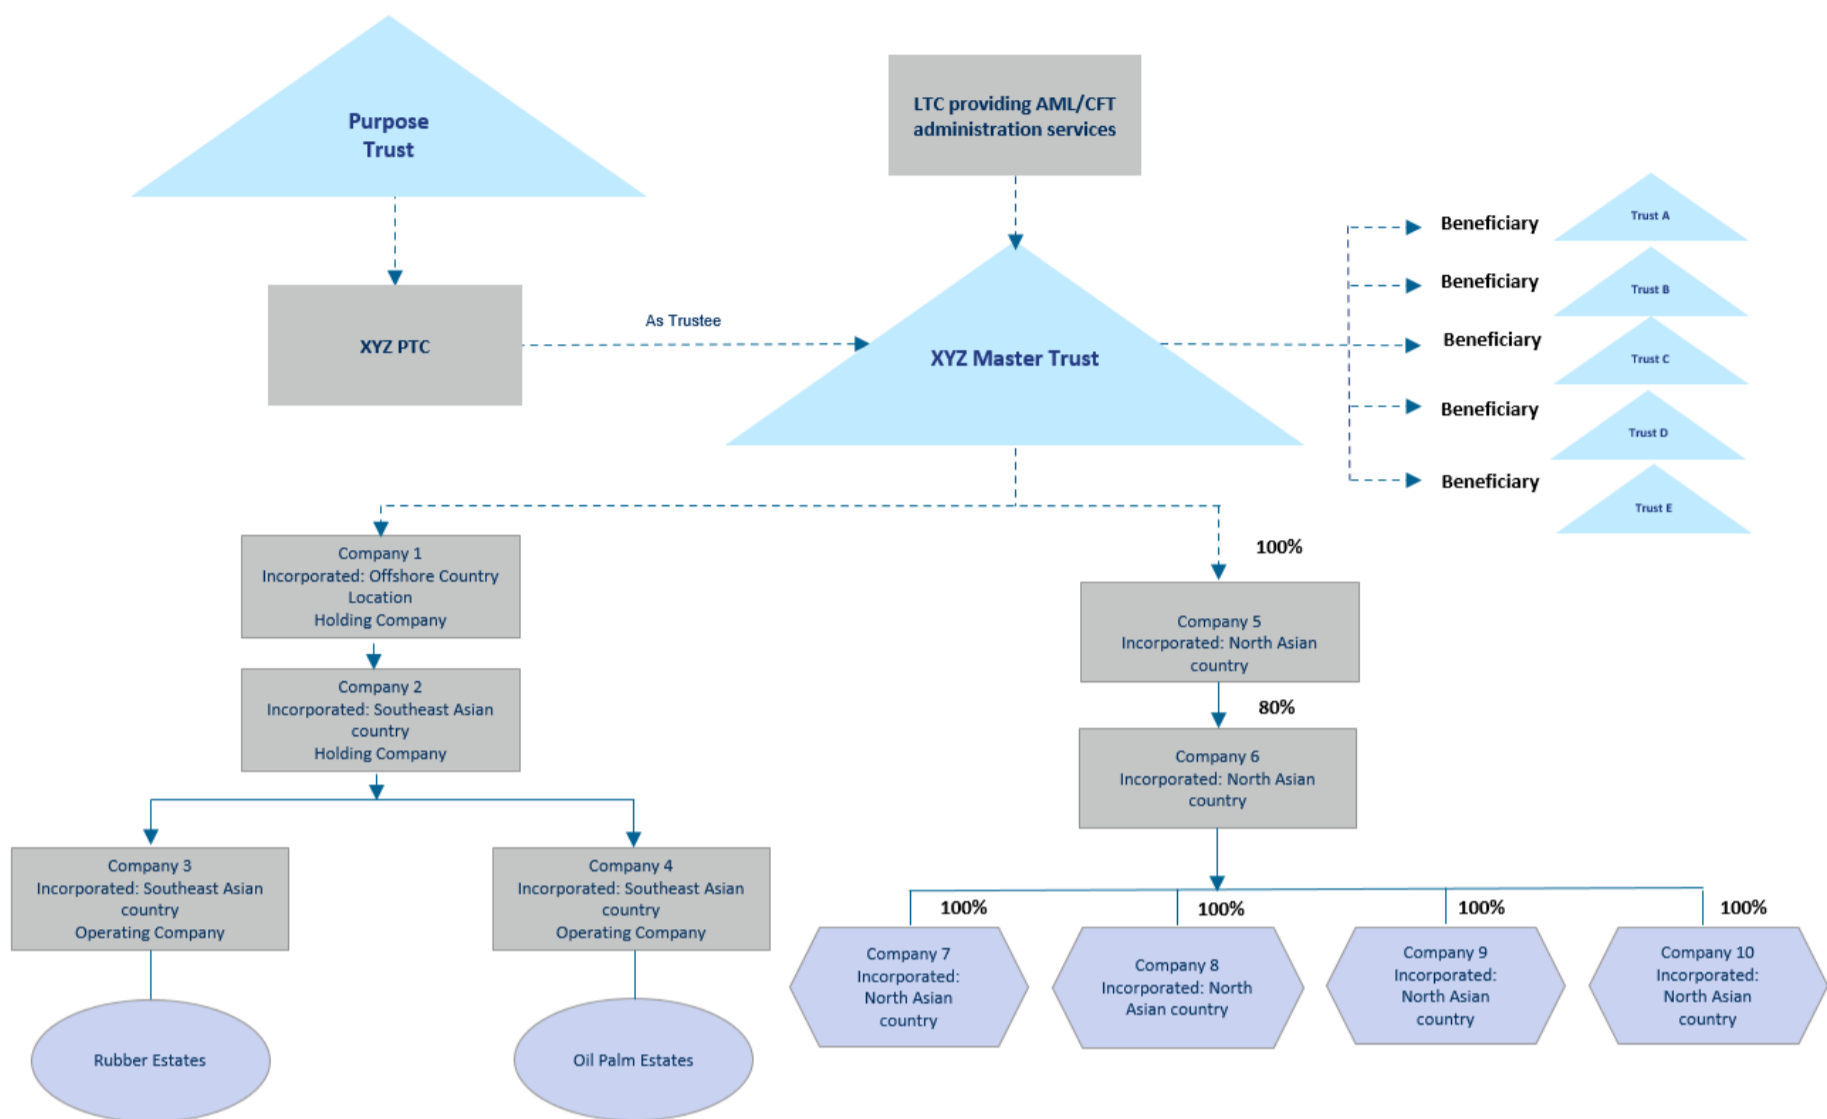 Purpose
Trust
LTC providing AML/CFT
administration services
XYZ PTC
As Trustee
XYZ Master Trust
Beneficiary
Trust A
Beneficiary
Trust B
Beneficiary
Trust C
Beneficiary
Trust D
Beneficiary
Trust E
Company 1
Incorporated: Offshore Country
Location
Holding Company
100%
Company 5
Incorporated: North Asian
country
Company 2
Incorporated: Southeast Asian
country
Holding Company
80%
Company 6
Incorporated: North Asian
country
Company 3
Incorporated: Southeast Asian
country
Operating Company
Company 4
Incorporated: Southeast Asian
country
Operating Company
100%
100%
100%
100%
Company 7
Incorporated:
North Asian
country
Company 8
Incorporated: North
Asian country
Company 9
Incorporated:
North Asian
country
Company 10
Incorporated:
North Asian
country
Rubber Estates
Oil Palm Estates